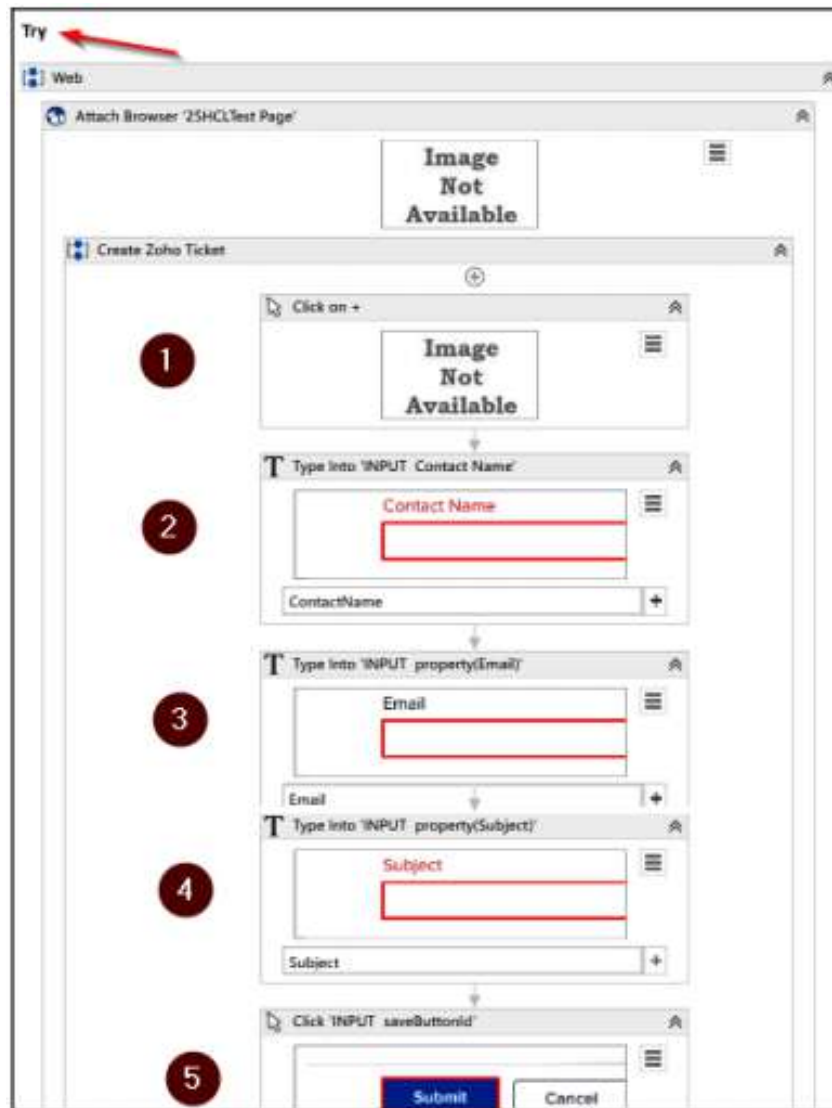 Try
Web
Attach Browser '25HCLTest Page'
Image
Not
Available
Create Zoho Ticket
Click on +
1
Image
Not
Available
T Type Into 'INPUT Contact Name'
2
Contact Name
ContactName
T Type Into 'INPUT property(Email)'
3
Email
Email
T Type Into 'INPUT property(Subject)'
4
Subject
Subject
Click 'INPUT saveButtonId'
5
Submit Cancel